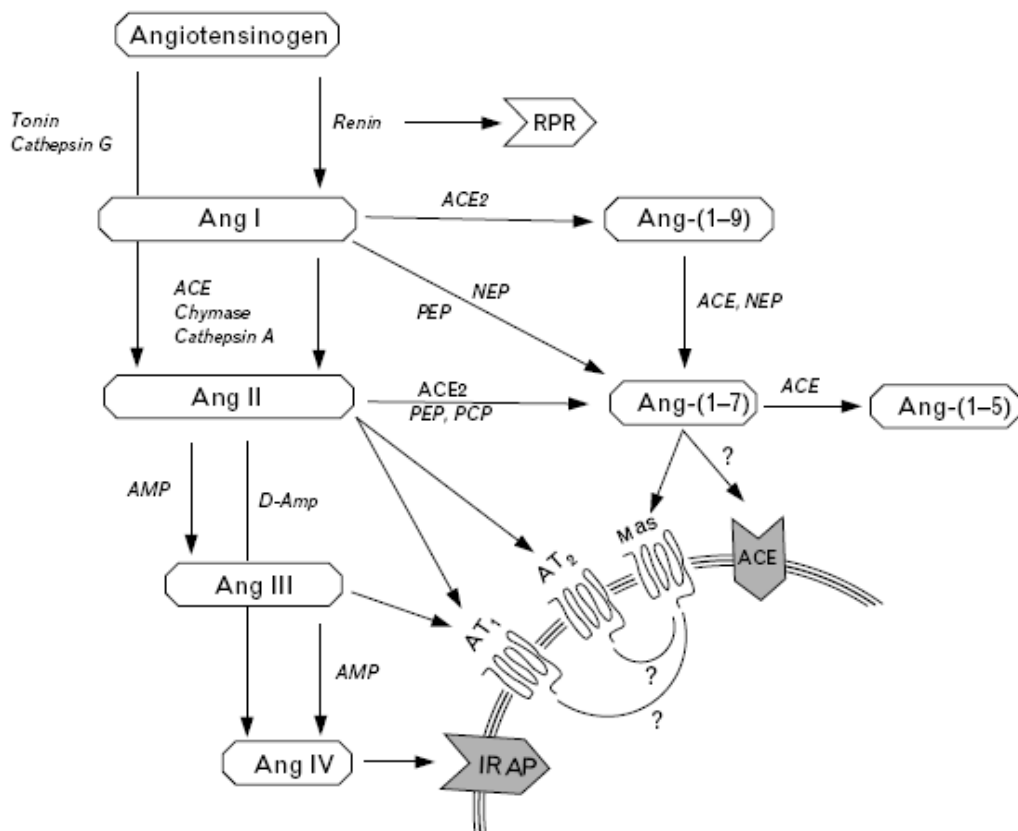 Angiotensinogen
Tonin
Cathepsin G
Renin
RPR
Ang I
ACE2
Ang-(1–9)
NEP
PEP
ACE, NEP
ACE
Chymase
Cathepsin A
Ang II
ACE2
PEP, PCP
Ang-(1–7)
ACE
Ang-(1–5)
AMP
D-Amp
?
Mas
ACE
AT2
Ang III
AT1
AMP
?
?
Ang IV
IRAP